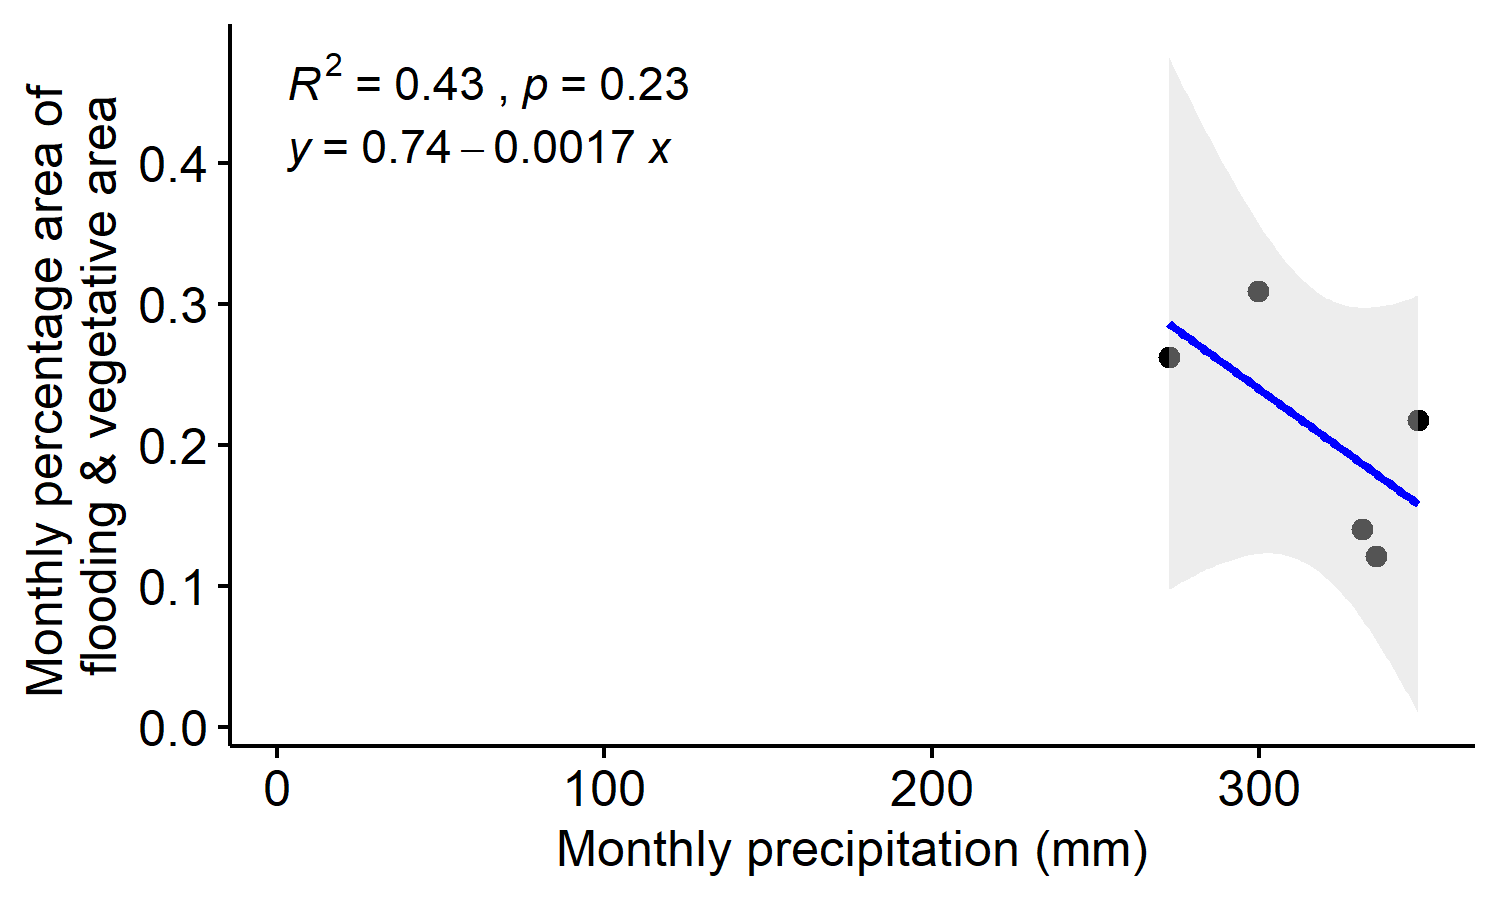 R² = 0.43 , p = 0.23
y = 0.74 – 0.0017 x
Monthly percentage area of
flooding & vegetative area
0.4
0.3
0.2
0.1
0.0
0 100 200 300
Monthly precipitation (mm)